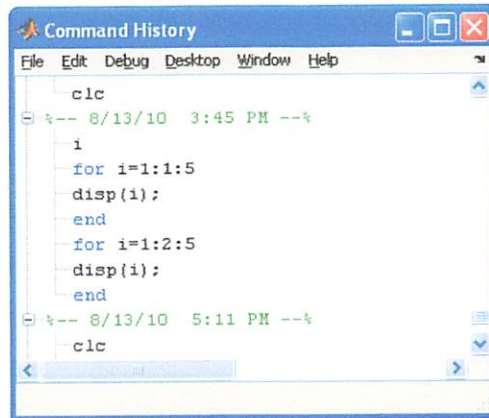 Command History
File Edit Debug Desktop Window Help
clc
%-- 8/13/10 3:45 PM --%
i
for i=1:1:5
disp(i);
end
for i=1:2:5
disp(i);
end
%-- 8/13/10 5:11 PM --%
clc